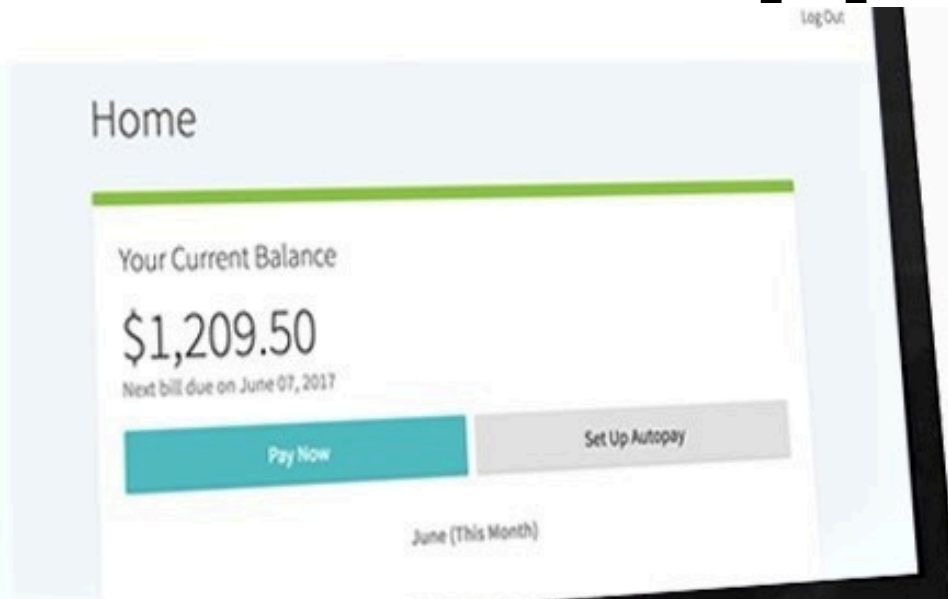 Log Out
Home
Your Current Balance
$1,209.50
Next bill due on June 07, 2017
Pay Now
Set Up Autopay
June (This Month)